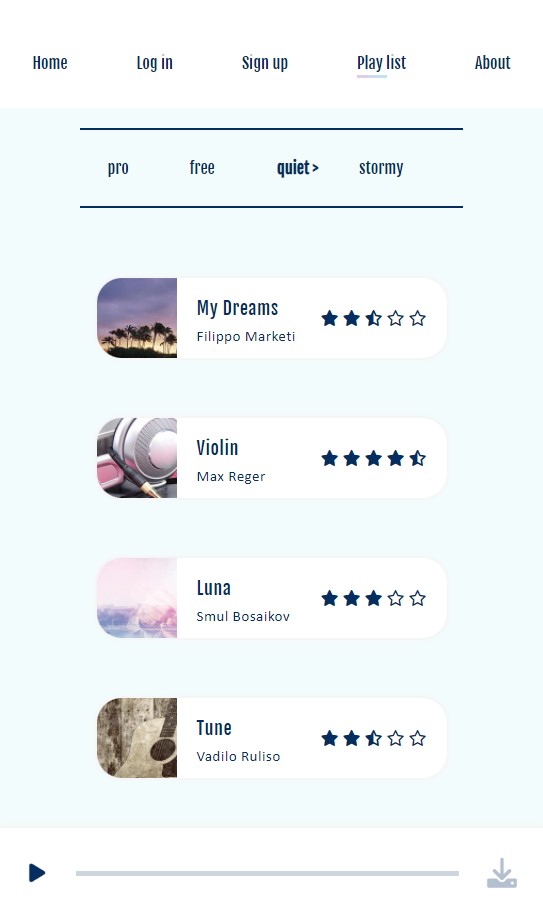 Home Log in Sign up Play list About
pro free quiet > stormy
My Dreams
Filippo Marketi
Violin
Max Reger
Luna
Smul Bosaikov
Tune
Vadilo Ruliso